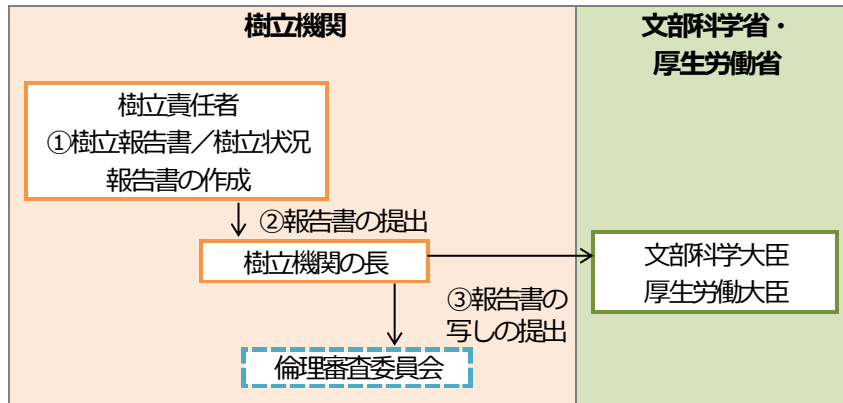 樹立機関
文部科学省・
厚生労働省
樹立責任者
①樹立報告書／樹立状況
報告書の作成
②報告書の提出
樹立機関の長
文部科学大臣
厚生労働大臣
③報告書の
写しの提出
倫理審査委員会